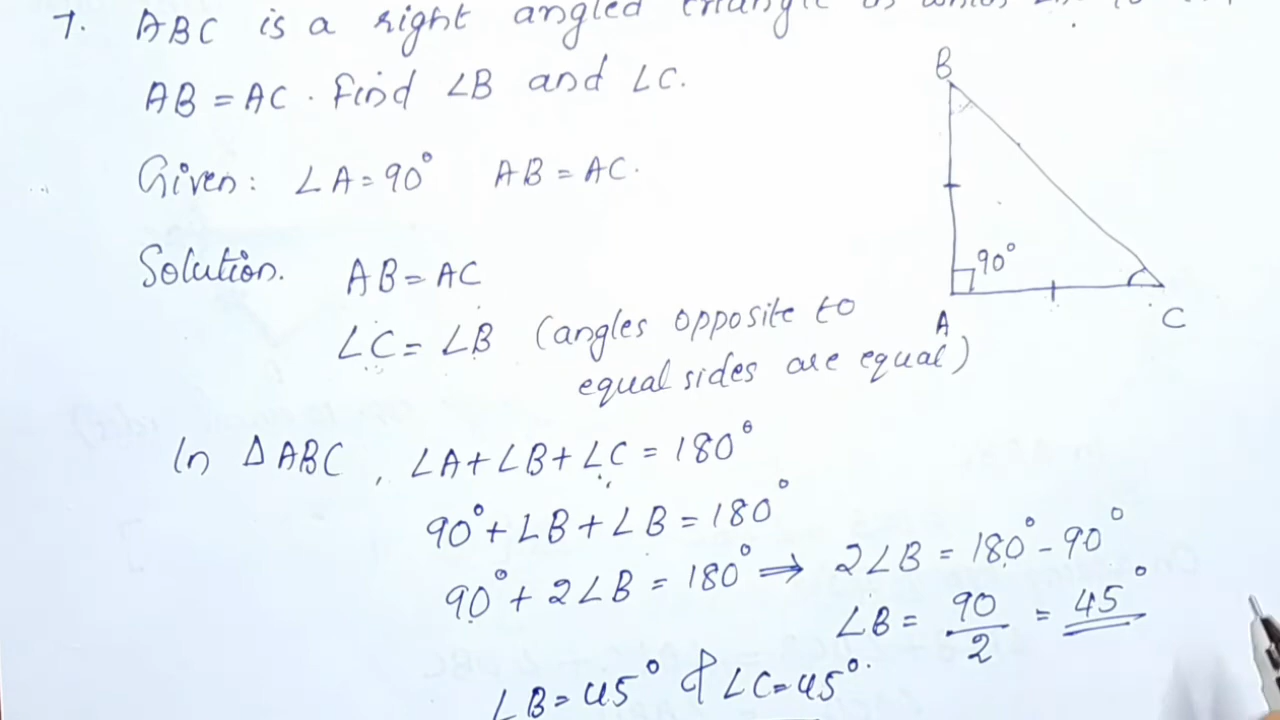 7. ABC is a right angled triangle
AB = AC. Find ∠B and ∠C.
Given: ∠A = 90° AB = AC.
Solution. AB = AC
∠C = ∠B (angles opposite to
equal sides are equal)
In ΔABC, ∠A + ∠B + ∠C = 180°
90° + ∠B + ∠B = 180°
90° + 2∠B = 180° ⇒ 2∠B = 180° - 90°
∠B = 90/2 = 45°
∠B = 45° & ∠C = 45°.
B
90°
A
C